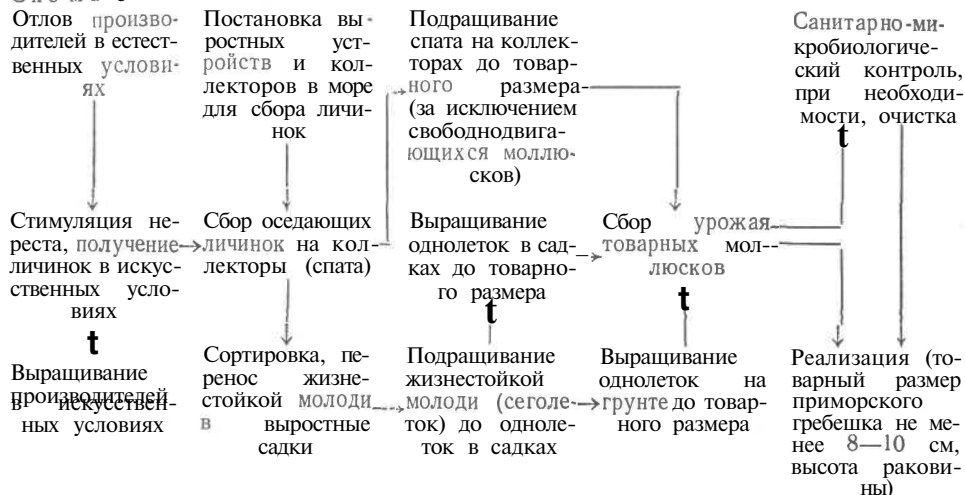 Отлов произво-
дителей в естест-
венных услови-
ях
Постановка вы-
ростных уст-
ройств и кол-
лекторов в море
для сбора личи-
нок
Подращивание
спата на коллек-
торах до товар-
ного размера
(за исключением
свободнодвига-
ющихся моллю-
сков)
Санитарно-ми-
кробиологиче-
ский контроль,
при необходи-
мости, очистка
Стимуляция не-
реста, получение
личинок в искус-
ственных усло-
виях
Сбор оседающих
личинок на кол-
лекторы (спата)
Выращивание
однолеток в сад-
ках до товарно-
го размера
Сбор урожая
товарных мол-
люсков
Выращивание
производителей
в искусствен-
ных условиях
Сортировка, пе-
ренос жизне-
стойкой молоди
в выростные
садки
Подращивание
жизнестойкой
молоди (сеголе-
ток) до одноле-
ток в садках
Выращивание
однолеток на
грунте до товар-
ного размера
Реализация (то-
варный размер
приморского
гребешка не ме-
нее 8—10 см,
высота ракови-
ны)